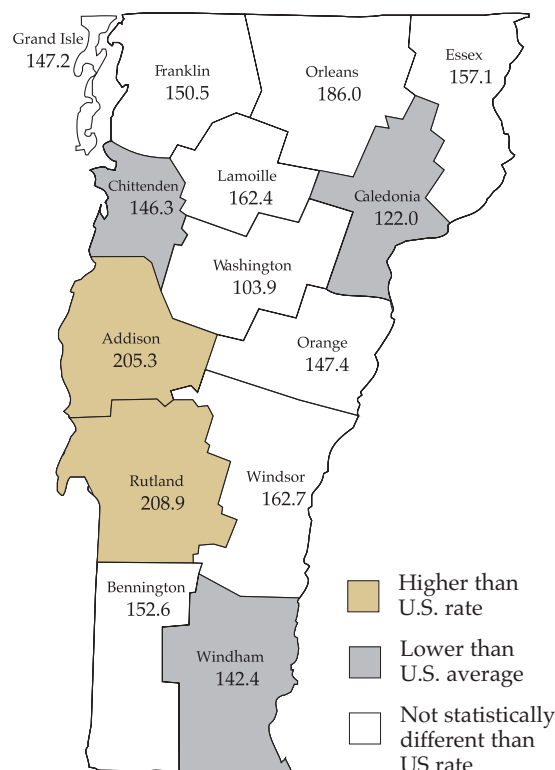 Grand Isle
147.2
Franklin
150.5
Orleans
186.0
Essex
157.1
Chittenden
146.3
Lamoille
162.4
Caledonia
122.0
Washington
103.9
Addison
205.3
Orange
147.4
Rutland
208.9
Windsor
162.7
Bennington
152.6
Windham
142.4
Higher than
U.S. rate
Lower than
U.S. average
Not statistically
different than
US rate